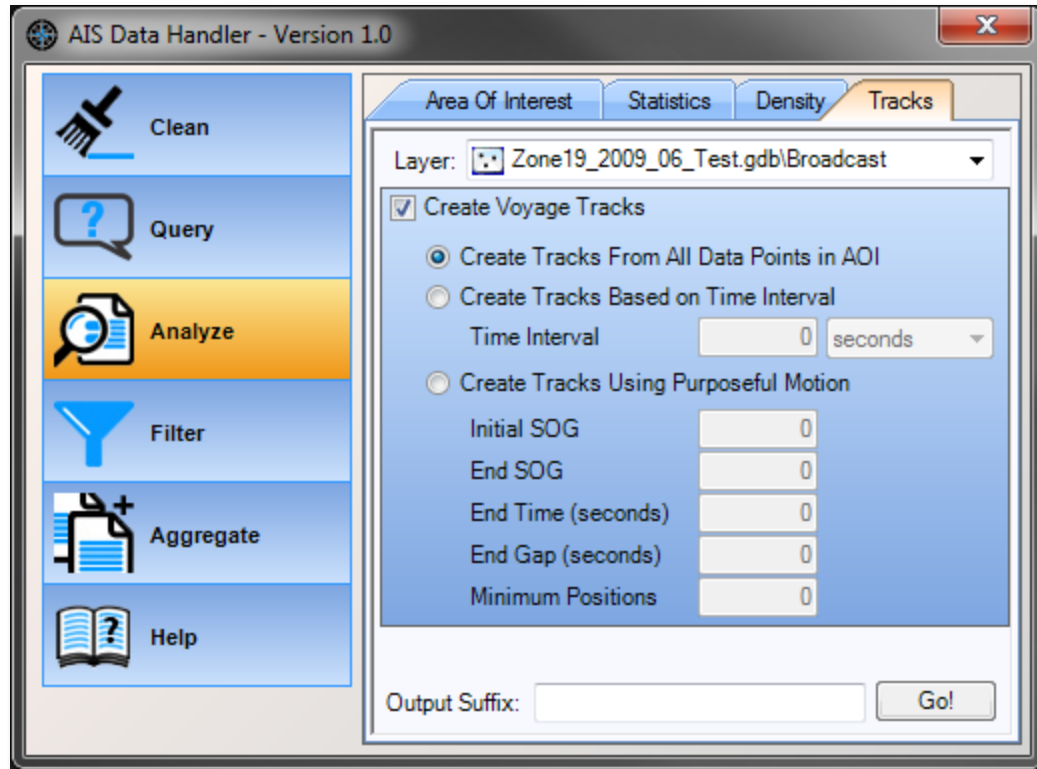 AIS Data Handler - Version 1.0
Clean
Query
Analyze
Filter
Aggregate
Help
Area Of Interest
Statistics
Density
Tracks
Layer: Zone19_2009_06_Test.gdb\Broadcast
Create Voyage Tracks
Create Tracks From All Data Points in AOI
Create Tracks Based on Time Interval
Time Interval 0 seconds
Create Tracks Using Purposeful Motion
Initial SOG 0
End SOG 0
End Time (seconds) 0
End Gap (seconds) 0
Minimum Positions 0
Output Suffix: Go!